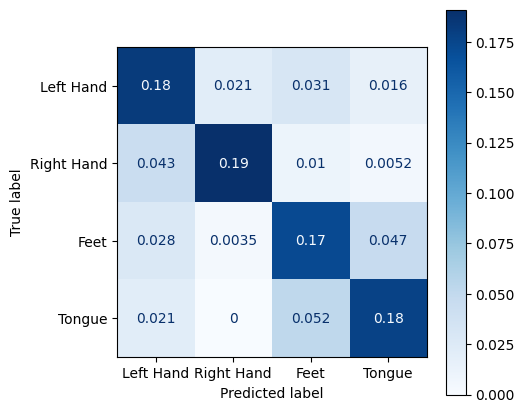 0.175
Left Hand 0.18 0.021 0.031 0.016
0.150
Right Hand 0.043 0.19 0.01 0.0052
0.125
True label
0.100
Feet 0.028 0.0035 0.17 0.047
0.075
0.050
Tongue 0.021 0 0.052 0.18
0.025
0.000
Left Hand Right Hand Feet Tongue
Predicted label